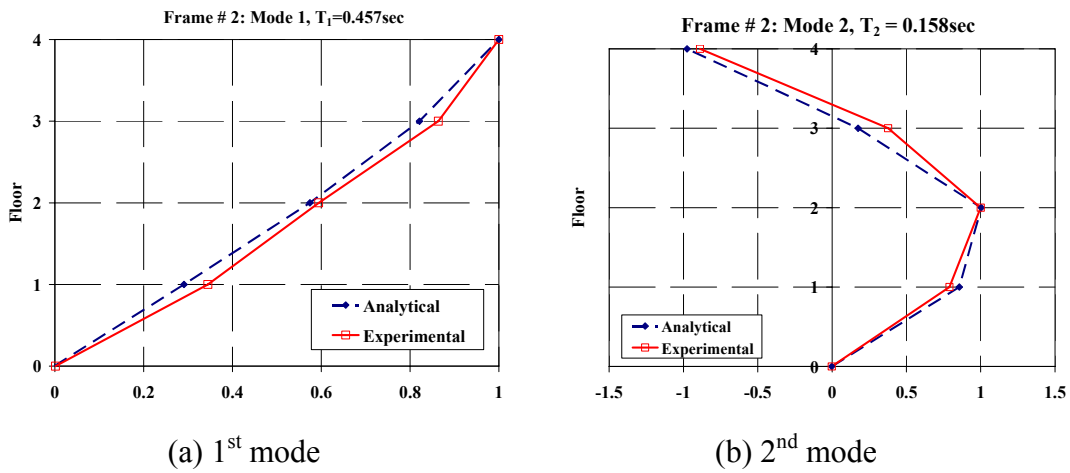 Frame # 2: Mode 1, T1=0.457sec
4
3
2
1
0
Floor
0 0.2 0.4 0.6 0.8 1
Analytical
Experimental
(a) 1st mode
Frame # 2: Mode 2, T2 = 0.158sec
4
3
2
1
0
Floor
-1.5 -1 -0.5 0 0.5 1 1.5
Analytical
Experimental
(b) 2nd mode